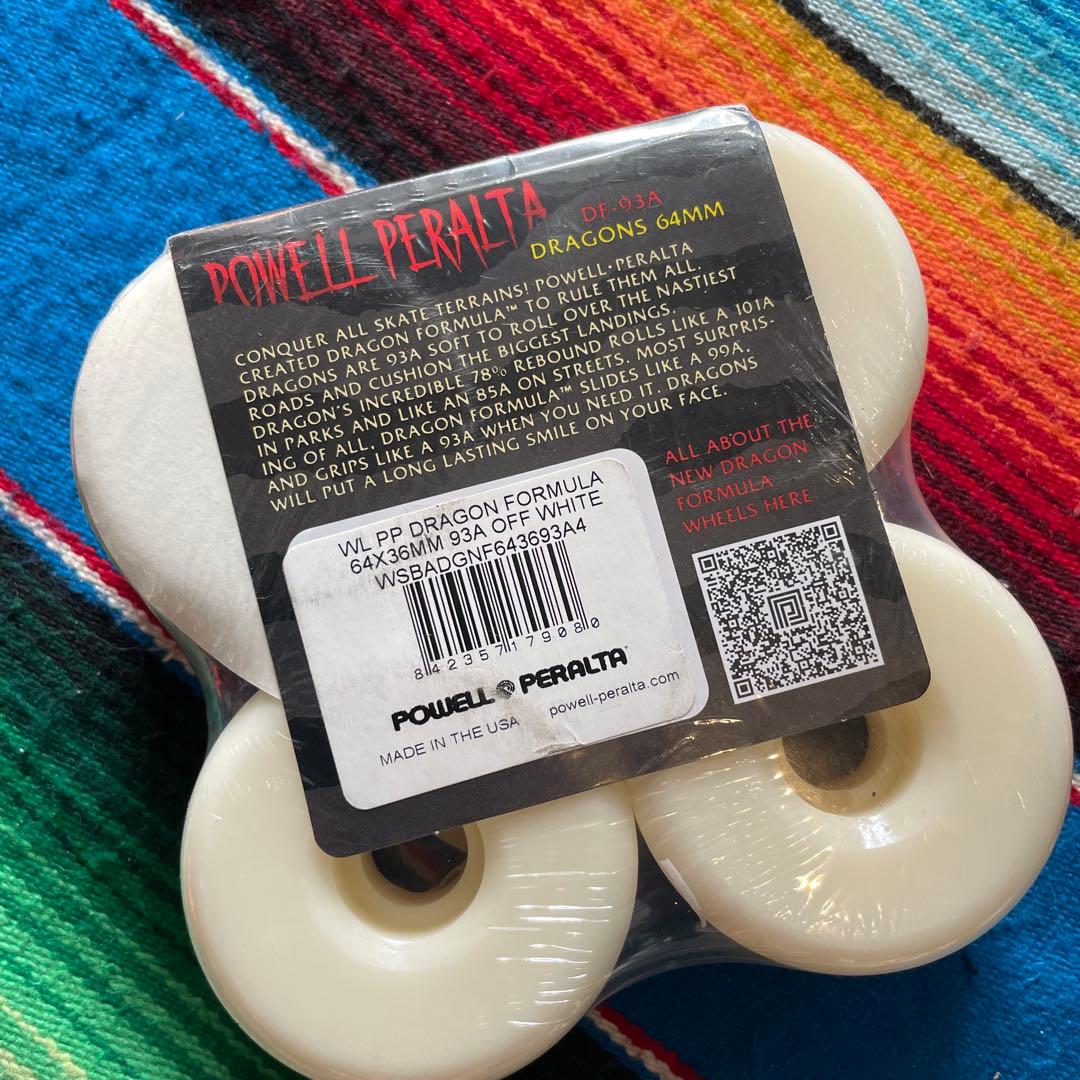 POWELL PERALTA
DF-93A
DRAGONS 64MM
CONQUER ALL SKATE TERRAINS! POWELL•PERALTA
CREATED DRAGON FORMULA™ TO RULE THEM ALL.
DRAGONS ARE 93A SOFT TO ROLL OVER THE NASTIEST
ROADS AND CUSHION THE BIGGEST LANDINGS.
DRAGON'S INCREDIBLE 78% REBOUND ROLLS LIKE A 101A
IN PARKS AND LIKE AN 85A ON STREETS. MOST SURPRIS-
ING OF ALL, DRAGON FORMULA™ SLIDES LIKE A 99A,
AND GRIPS LIKE A 93A WHEN YOU NEED IT. DRAGONS
WILL PUT A LONG LASTING SMILE ON YOUR FACE.
ALL ABOUT THE
NEW DRAGON
FORMULA
WHEELS HERE:
WL PP DRAGON FORMULA
64X36MM 93A OFF WHITE
WSBADGNF643693A4
8 42357 17908 0
POWELL PERALTA
MADE IN THE USA powell-peralta.com